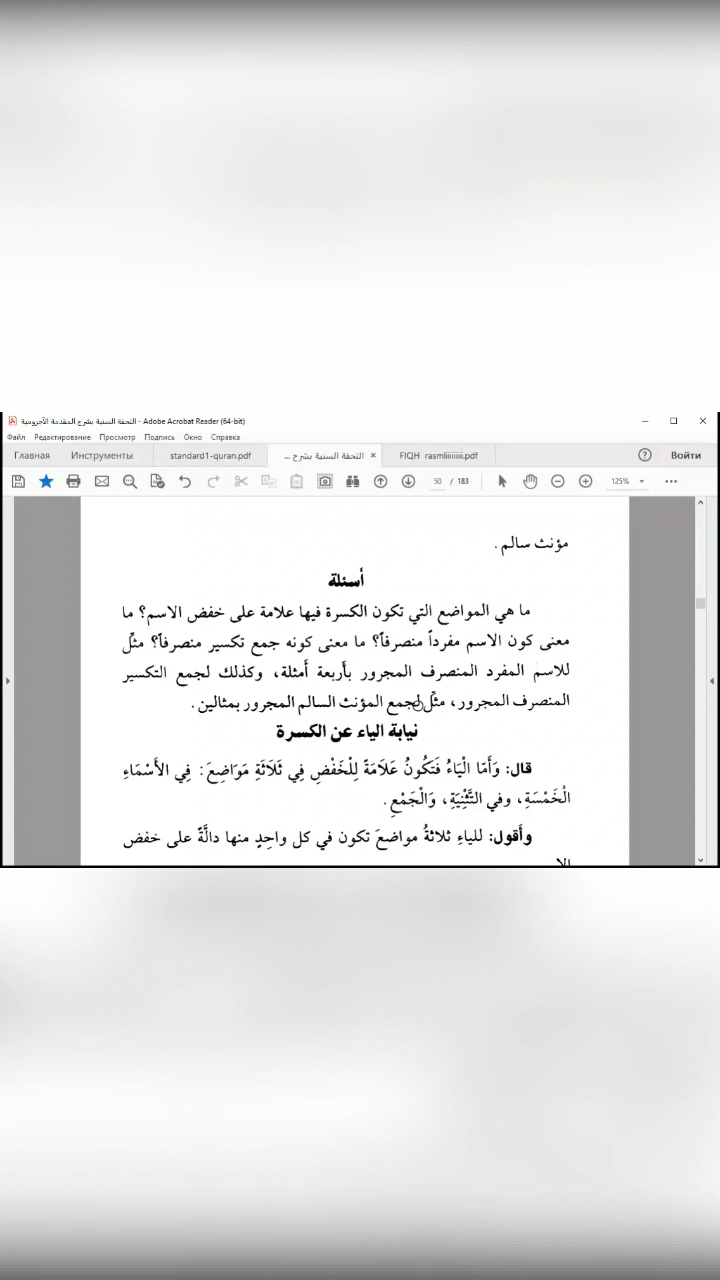 التحفة السنية بشرح المقدمة الآجرومية - Adobe Acrobat Reader (64-bit)
Файл Редактирование Просмотр Подпись Окно Справка
Главная Инструменты standard1-quran.pdf التحفة السنية بشرح ... × FIQH rasmliiiiiiii.pdf Войти
50 / 183 125%
مؤنث سالم .
أسئلة
ما هي المواضع التي تكون الكسرة فيها علامة على خفض الاسم؟ ما
معنى كون الاسم مفرداً منصرفاً؟ ما معنى كونه جمع تكسير منصرفاً؟ مثّل
للاسم المفرد المنصرف المجرور بأربعة أمثلة، وكذلك لجمع التكسير
المنصرف المجرور، مثّل لجمع المؤنث السالم المجرور بمثالين .
نيابة الياء عن الكسرة
قال: وَأَمَّا الْيَاءُ فَتَكُونُ عَلَامَةً لِلْخَفْضِ فِي ثَلَاثَةِ مَوَاضِعَ: فِي الأَسْمَاءِ
الْخَمْسَةِ، وفي التَّثْنِيَةِ، وَالْجَمْعِ .
وأقول: للياءِ ثلاثةُ مواضعَ تكون في كل واحِدٍ منها دالَّةً على خفض